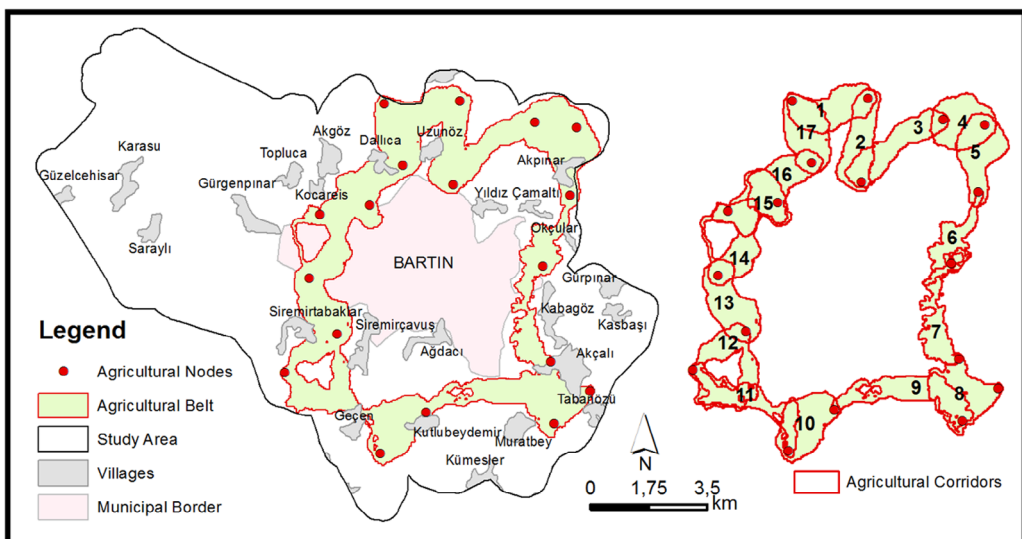 Akgöz
Uzunöz
Dallıca
Karasu
Topluca
Güzelcehisar
Gürgenpınar
Kocareis
Akpınar
Yıldız Çamaltı
Saraylı
Okçular
BARTIN
Gürpınar
Siremirtabaklar
Siremirçavuş
Kabagöz
Kasbaşı
Ağdacı
Akçalı
Tabanözü
Geçen
Kutlubeydemir
Muratbey
Kümesler
Legend
Agricultural Nodes
Agricultural Belt
Study Area
Villages
Municipal Border
N
0 1,75 3,5
km
1
17
2
3
4
5
16
15
6
14
13
12
7
11
10
9
8
Agricultural Corridors